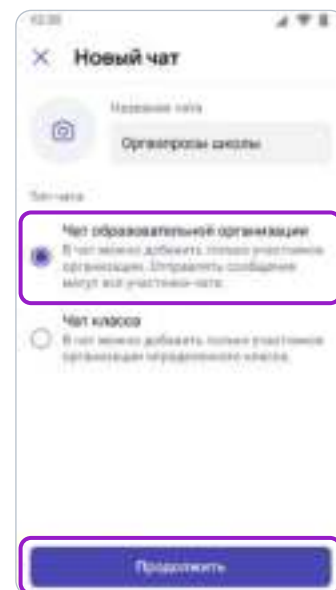 Новый чат
Название чата
Оргвопросы школы
Тип чата
Чат образовательной организации
В чат можно добавить только участников
организации. Отправлять сообщения
могут все участники чата.
Чат класса
В чат можно добавить только участников
организации определенного класса.
Продолжить